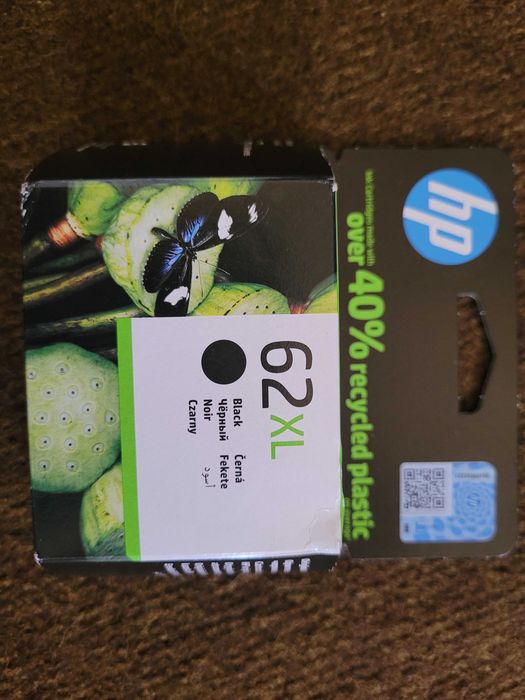 hp
Ink cartridges made with
over 40% recycled plastic
62XL
Black Černá
Чёрный Fekete
Noir أسود
Czarny